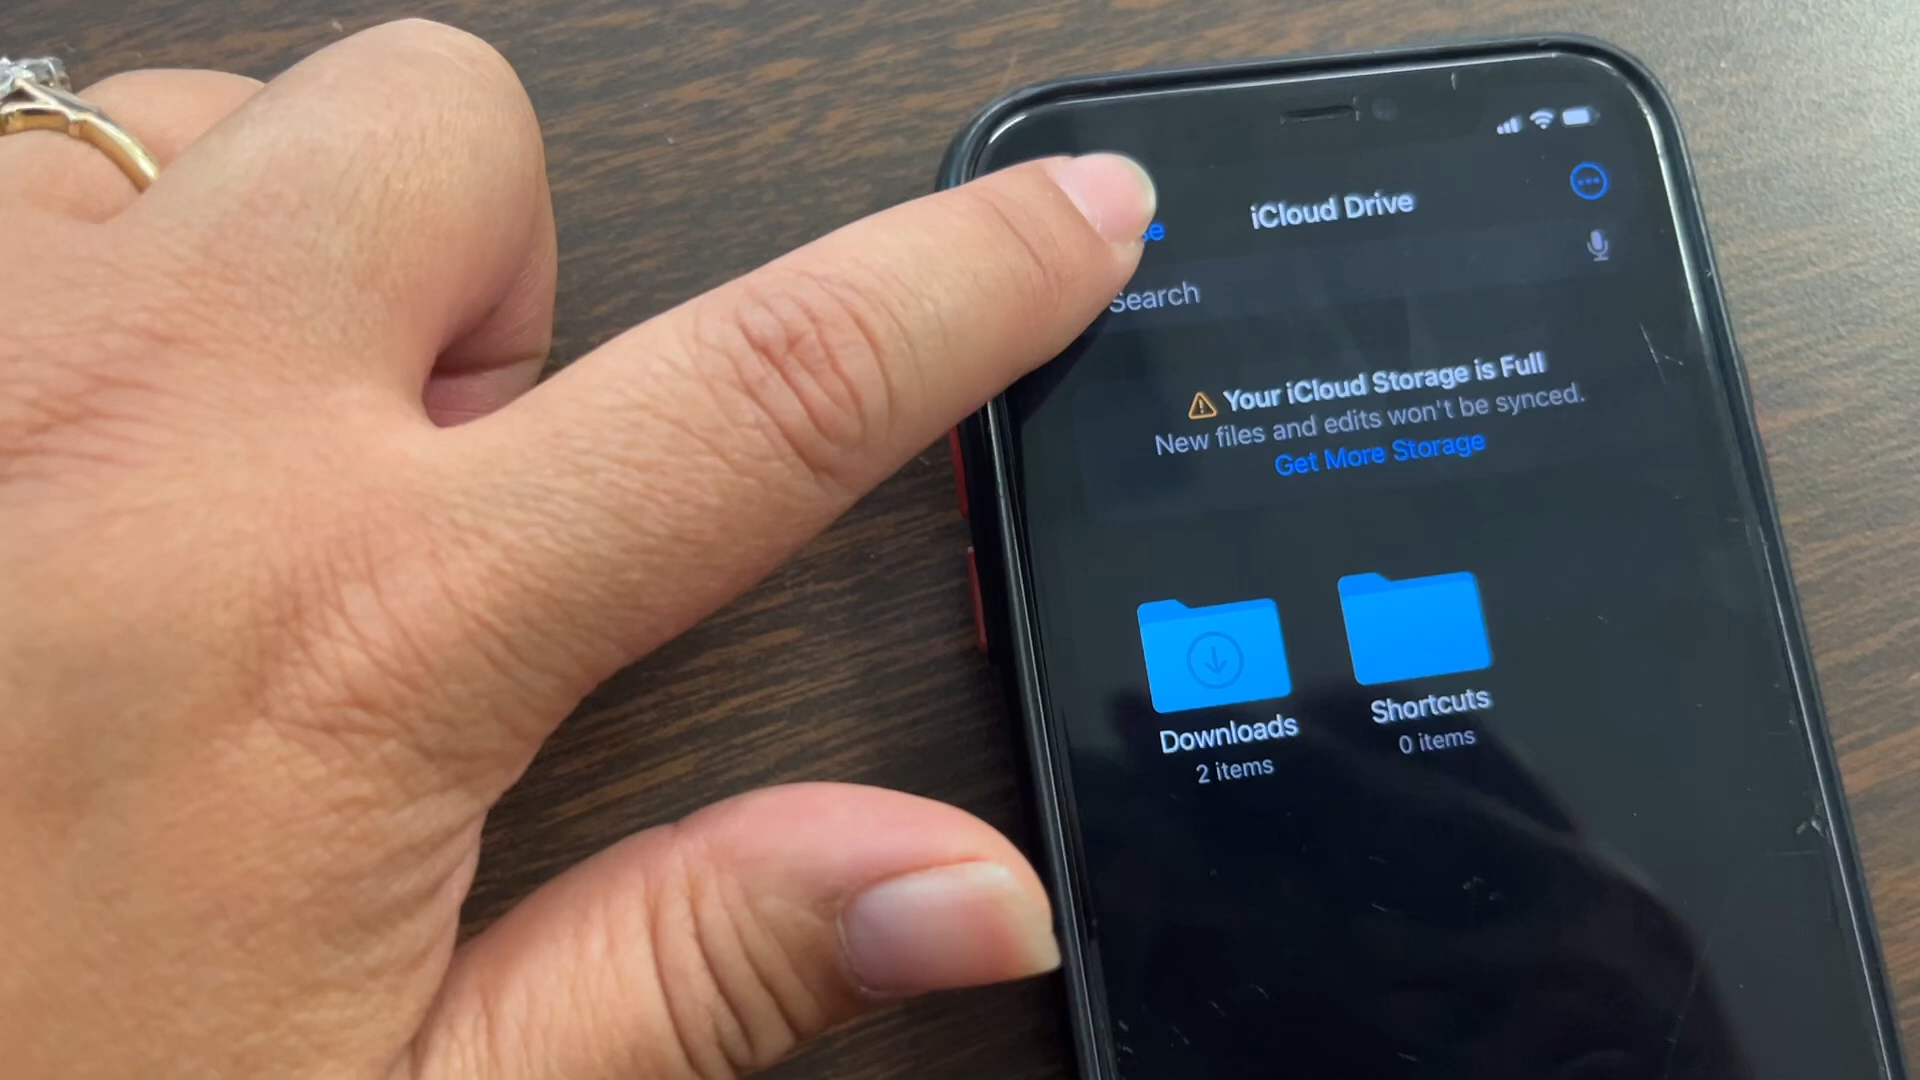 iCloud Drive
Search
Your iCloud Storage is Full
New files and edits won't be synced.
Get More Storage
Downloads
2 items
Shortcuts
0 items